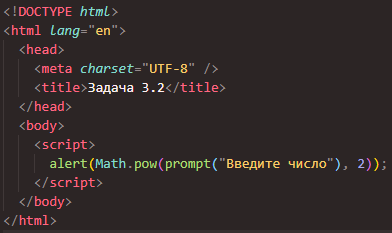 <!DOCTYPE html>
<html lang="en">
  <head>
    <meta charset="UTF-8" />
    <title>Задача 3.2</title>
  </head>
  <body>
    <script>
      alert(Math.pow(prompt("Введите число"), 2));
    </script>
  </body>
</html>